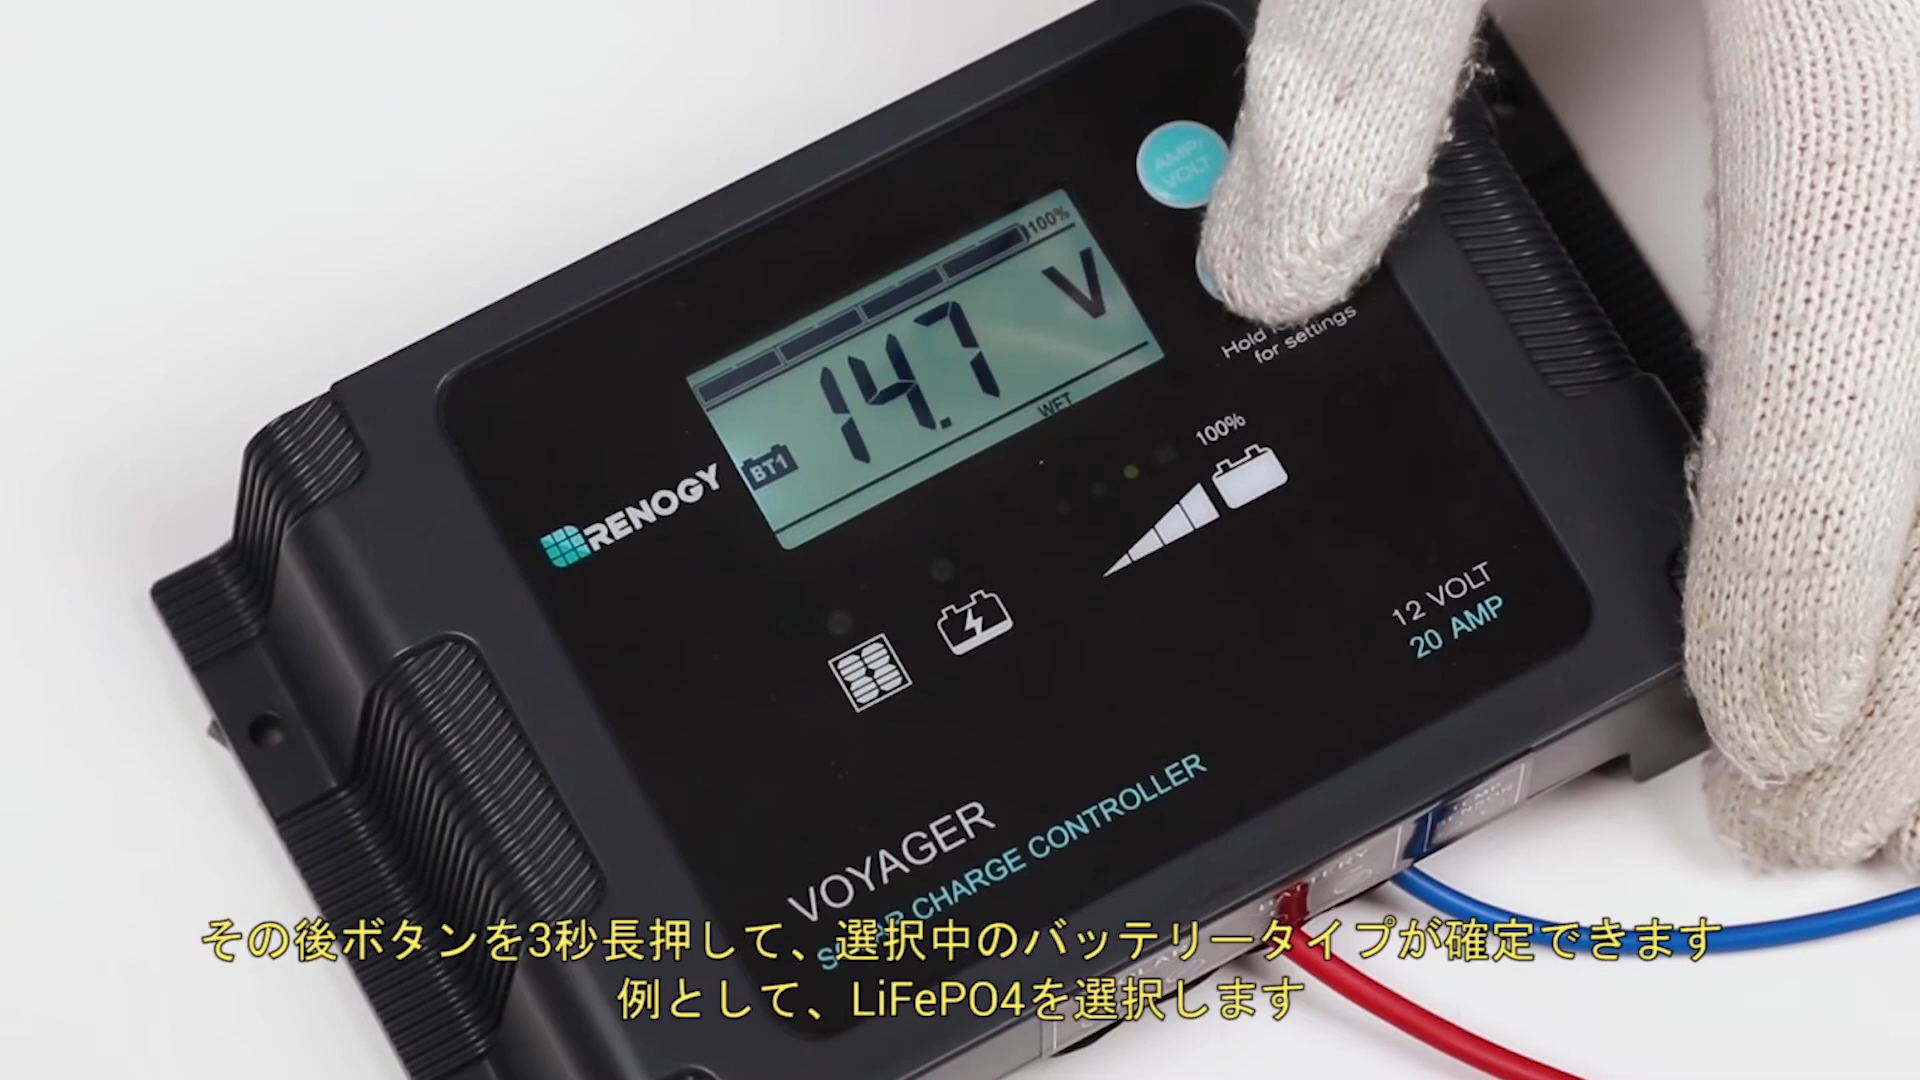 AMP/
VOLT
100%
14.7 V
WET
BT1
Hold
for settings
RENOGY
100%
12 VOLT
20 AMP
VOYAGER
CHARGE CONTROLLER
TEMP
SENSOR
その後ボタンを3秒長押して、選択中のバッテリータイプが確定できます
例として、LiFePO4を選択します